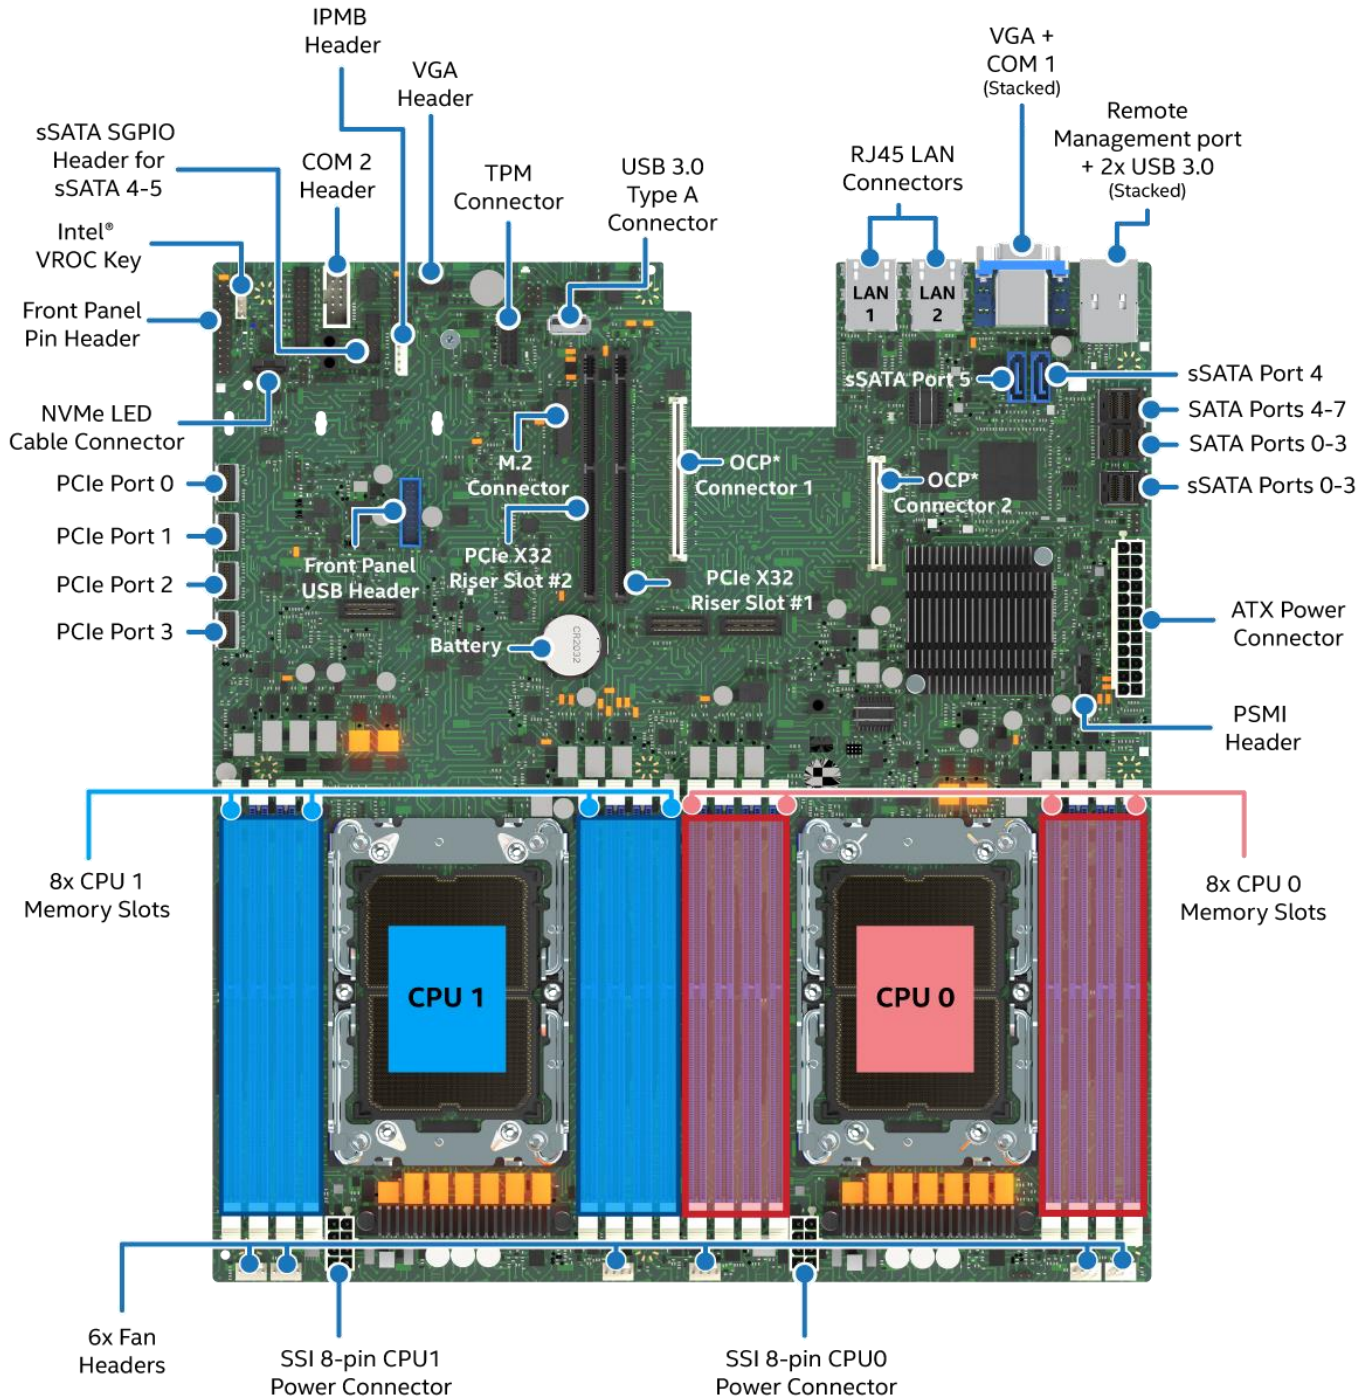 IPMB
Header
VGA
Header
VGA +
COM 1
(Stacked)
Remote
Management port
+ 2x USB 3.0
(Stacked)
sSATA SGPIO
Header for
sSATA 4-5
COM 2
Header
TPM
Connector
USB 3.0
Type A
Connector
RJ45 LAN
Connectors
Intel®
VROC Key
Front Panel
Pin Header
LAN
1
LAN
2
NVMe LED
Cable Connector
sSATA Port 5
sSATA Port 4
SATA Ports 4-7
SATA Ports 0-3
sSATA Ports 0-3
M.2
Connector
OCP*
Connector 1
OCP*
Connector 2
PCIe Port 0
PCIe Port 1
PCIe Port 2
PCIe Port 3
Front Panel
USB Header
PCIe X32
Riser Slot #2
PCIe X32
Riser Slot #1
ATX Power
Connector
Battery
CR2032
PSMI
Header
8x CPU 1
Memory Slots
8x CPU 0
Memory Slots
CPU 1
CPU 0
6x Fan
Headers
SSI 8-pin CPU1
Power Connector
SSI 8-pin CPU0
Power Connector